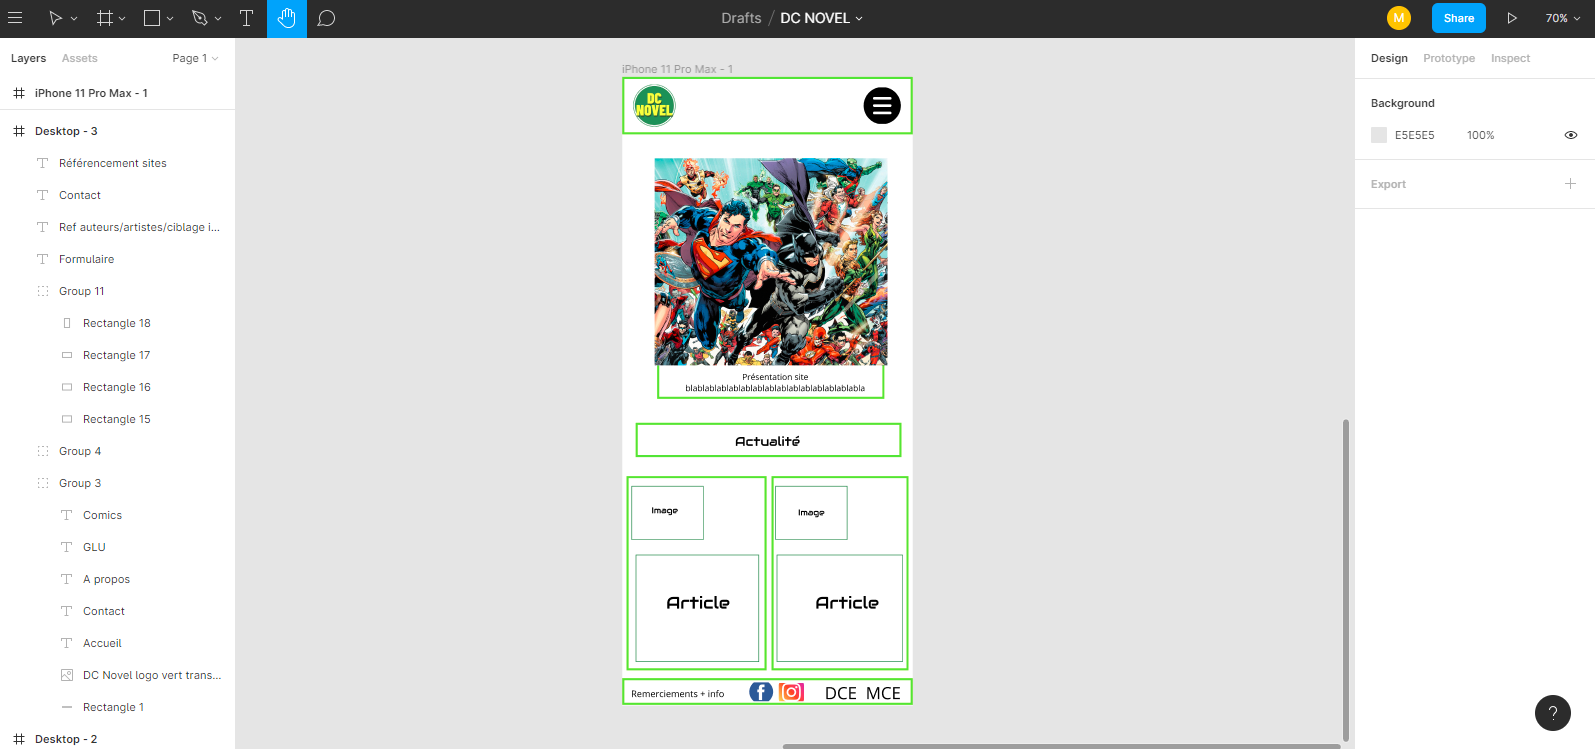 Drafts / DC NOVEL
M
Share
70%
Layers
Assets
Page 1
iPhone 11 Pro Max - 1
Desktop - 3
Référencement sites
Contact
Ref auteurs/artistes/ciblage i...
Formulaire
Group 11
Rectangle 18
Rectangle 17
Rectangle 16
Rectangle 15
Group 4
Group 3
Comics
GLU
A propos
Contact
Accueil
DC Novel logo vert trans...
Rectangle 1
Desktop - 2
iPhone 11 Pro Max - 1
DC
NOVEL
Présentation site
blablablablablablablablablablablablablablabla
Actualité
Image
Image
Article
Article
Remerciements + info
DCE MCE
Design
Prototype
Inspect
Background
E5E5E5
100%
Export
?